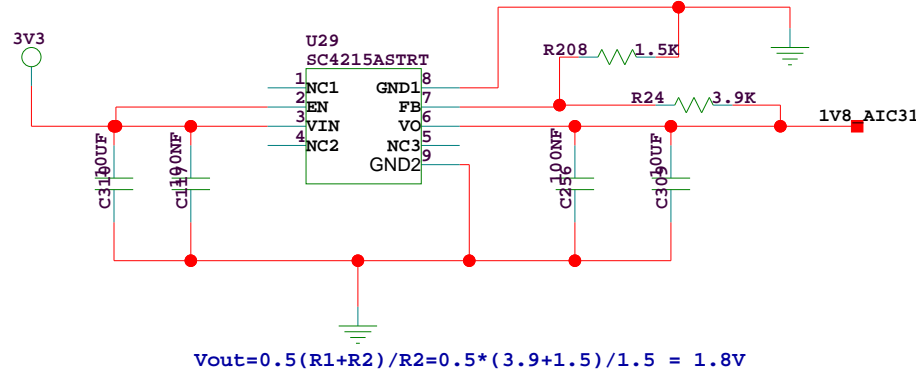 3V3
U29
SC4215ASTRT
1 NC1
2 EN
3 VIN
4 NC2
GND1 8
FB 7
VO 6
NC3 5
GND2 9
R208 1.5K
R24 3.9K
1V8_AIC31
C310 10UF
C117 100NF
C256 100NF
C309 10UF
Vout=0.5(R1+R2)/R2=0.5*(3.9+1.5)/1.5 = 1.8V